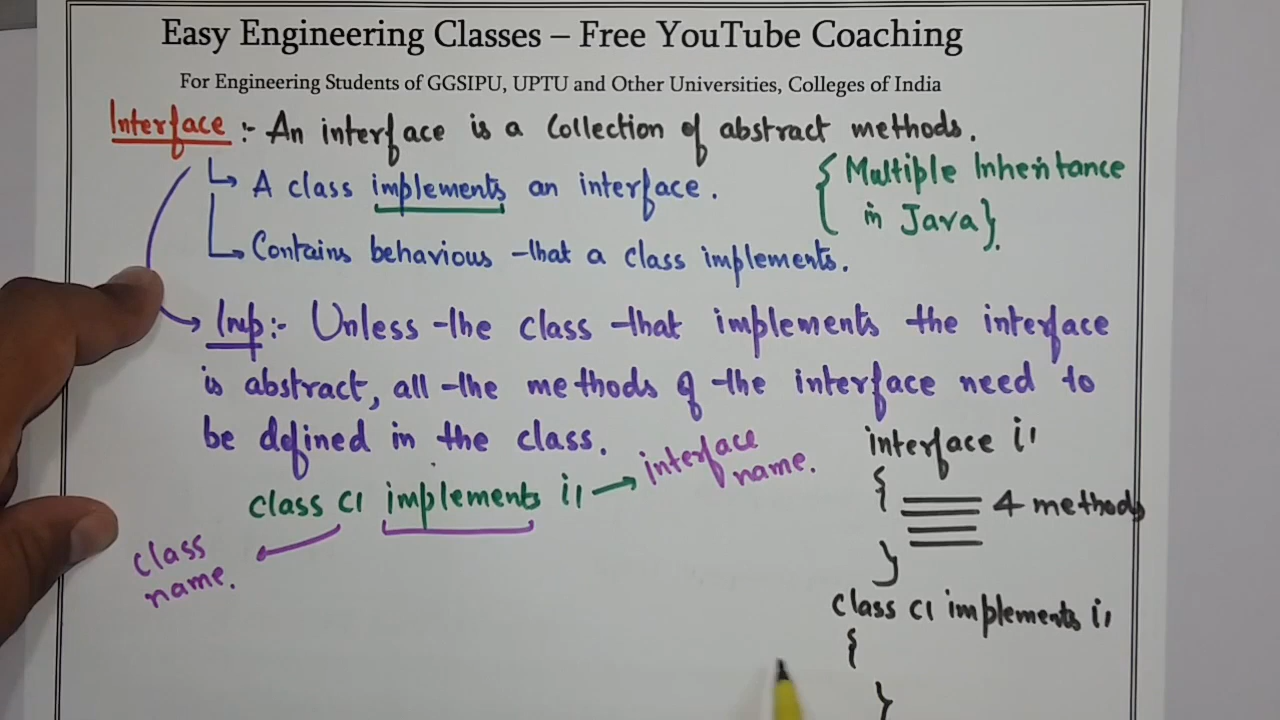 Easy Engineering Classes – Free YouTube Coaching
For Engineering Students of GGSIPU, UPTU and Other Universities, Colleges of India
Interface :- An interface is a collection of abstract methods.
A class implements an interface.
{ Multiple Inheritance
in Java}.
Contains behavious that a class implements.
Imp:- Unless the class that implements the interface
is abstract, all the methods of the interface need to
be defined in the class.
class C1 implements i1 → interface
name.
class
name.
interface i1
{
4 methods
}
class C1 implements i1
{
}